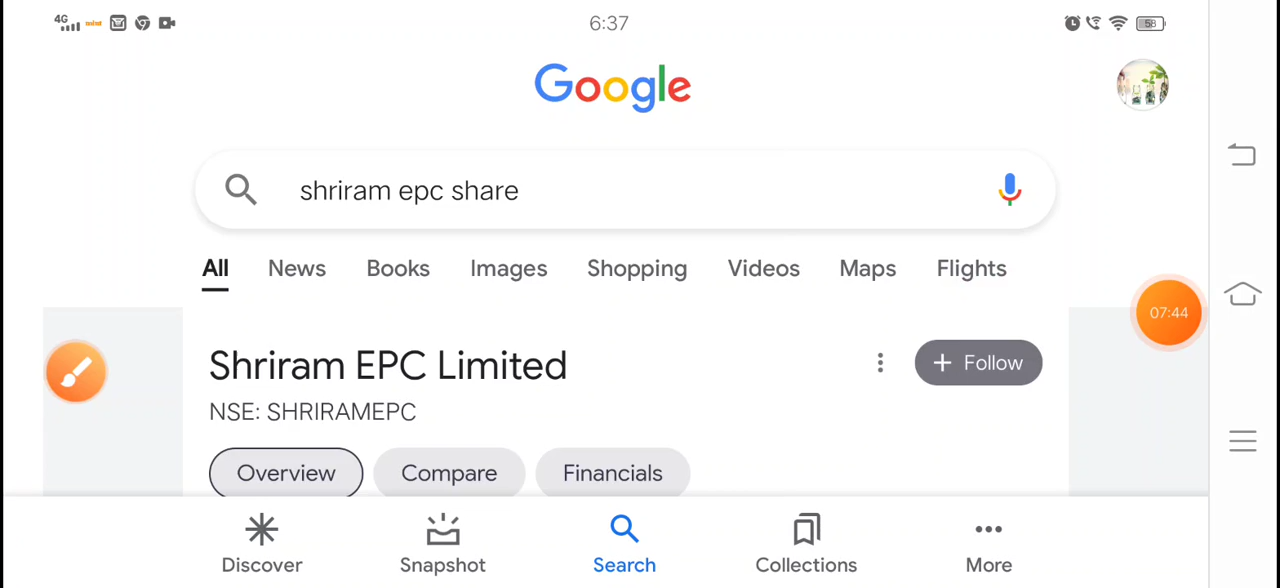 4G 6:37 58
Google
shriram epc share
All News Books Images Shopping Videos Maps Flights
07:44
Shriram EPC Limited + Follow
NSE: SHRIRAMEPC
Overview Compare Financials
Discover Snapshot Search Collections More